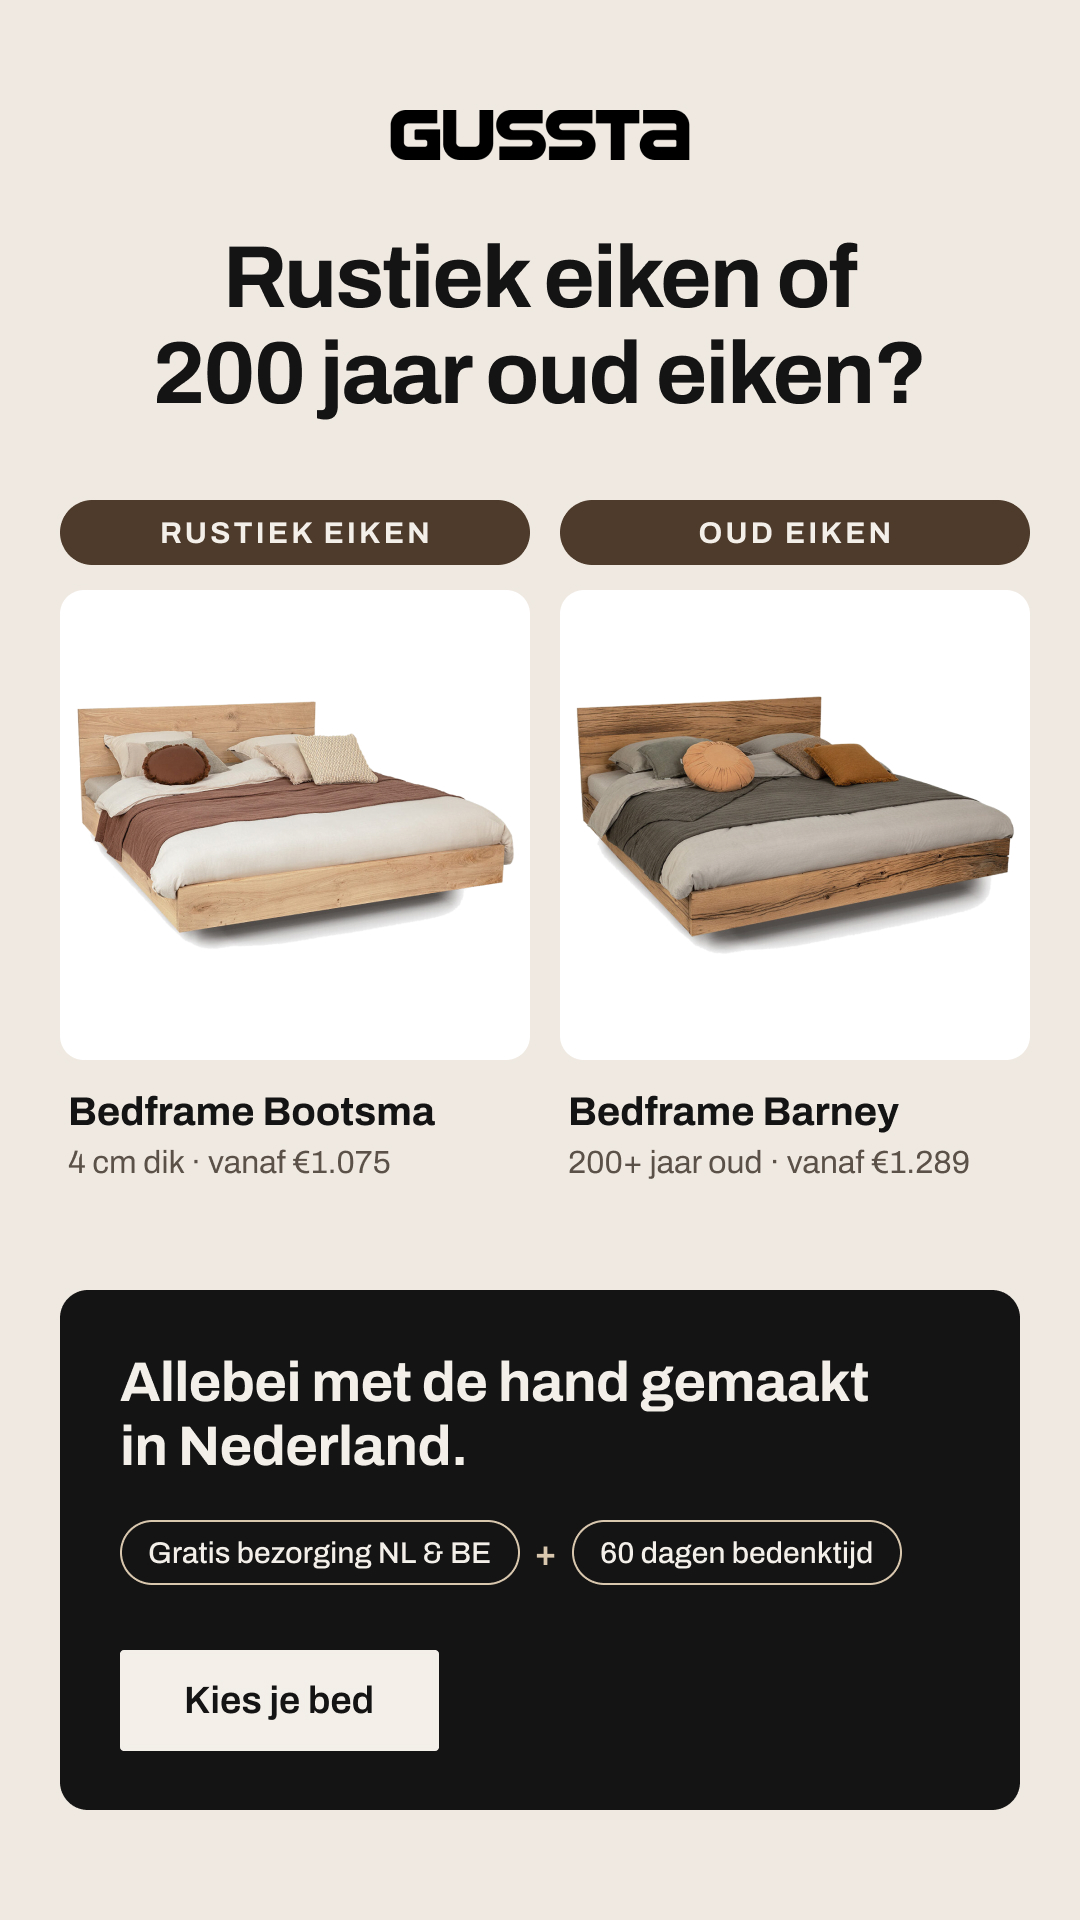 GUSSTA
Rustiek eiken of
200 jaar oud eiken?
RUSTIEK EIKEN
OUD EIKEN
Bedframe Bootsma
4 cm dik · vanaf €1.075
Bedframe Barney
200+ jaar oud · vanaf €1.289
Allebei met de hand gemaakt
in Nederland.
Gratis bezorging NL & BE + 60 dagen bedenktijd
Kies je bed